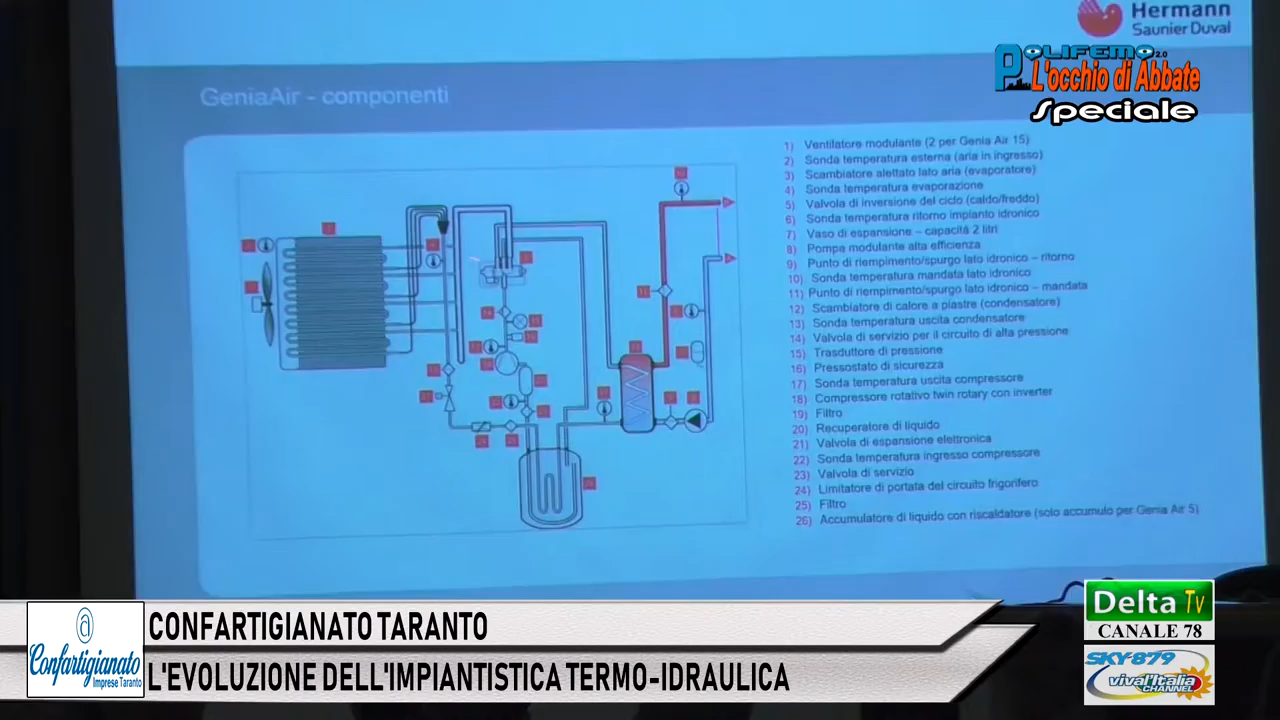 Hermann
Saunier Duval
POLIFEMO 2.0
L'occhio di Abbate
Speciale
GeniaAir - componenti
1) Ventilatore modulante (2 per Genia Air 15)
2) Sonda temperatura esterna (aria in ingresso)
3) Scambiatore alettato lato aria (evaporatore)
4) Sonda temperatura evaporazione
5) Valvola di inversione del ciclo (caldo/freddo)
6) Sonda temperatura ritorno impianto idronico
7) Vaso di espansione – capacità 2 litri
8) Pompa modulante alta efficienza
9) Punto di riempimento/spurgo lato idronico – ritorno
10) Sonda temperatura mandata lato idronico
11) Punto di riempimento/spurgo lato idronico – mandata
12) Scambiatore di calore a piastre (condensatore)
13) Sonda temperatura uscita condensatore
14) Valvola di servizio per il circuito di alta pressione
15) Trasduttore di pressione
16) Pressostato di sicurezza
17) Sonda temperatura uscita compressore
18) Compressore rotativo twin rotary con inverter
19) Filtro
20) Recuperatore di liquido
21) Valvola di espansione elettronica
22) Sonda temperatura ingresso compressore
23) Valvola di servizio
24) Limitatore di portata del circuito frigorifero
25) Filtro
26) Accumulatore di liquido con riscaldatore (solo accumulo per Genia Air 5)
CONFARTIGIANATO TARANTO
L'EVOLUZIONE DELL'IMPIANTISTICA TERMO-IDRAULICA
Confartigianato
Imprese Taranto
Delta Tv
CANALE 78
SKY-879
viva l'Italia
CHANNEL